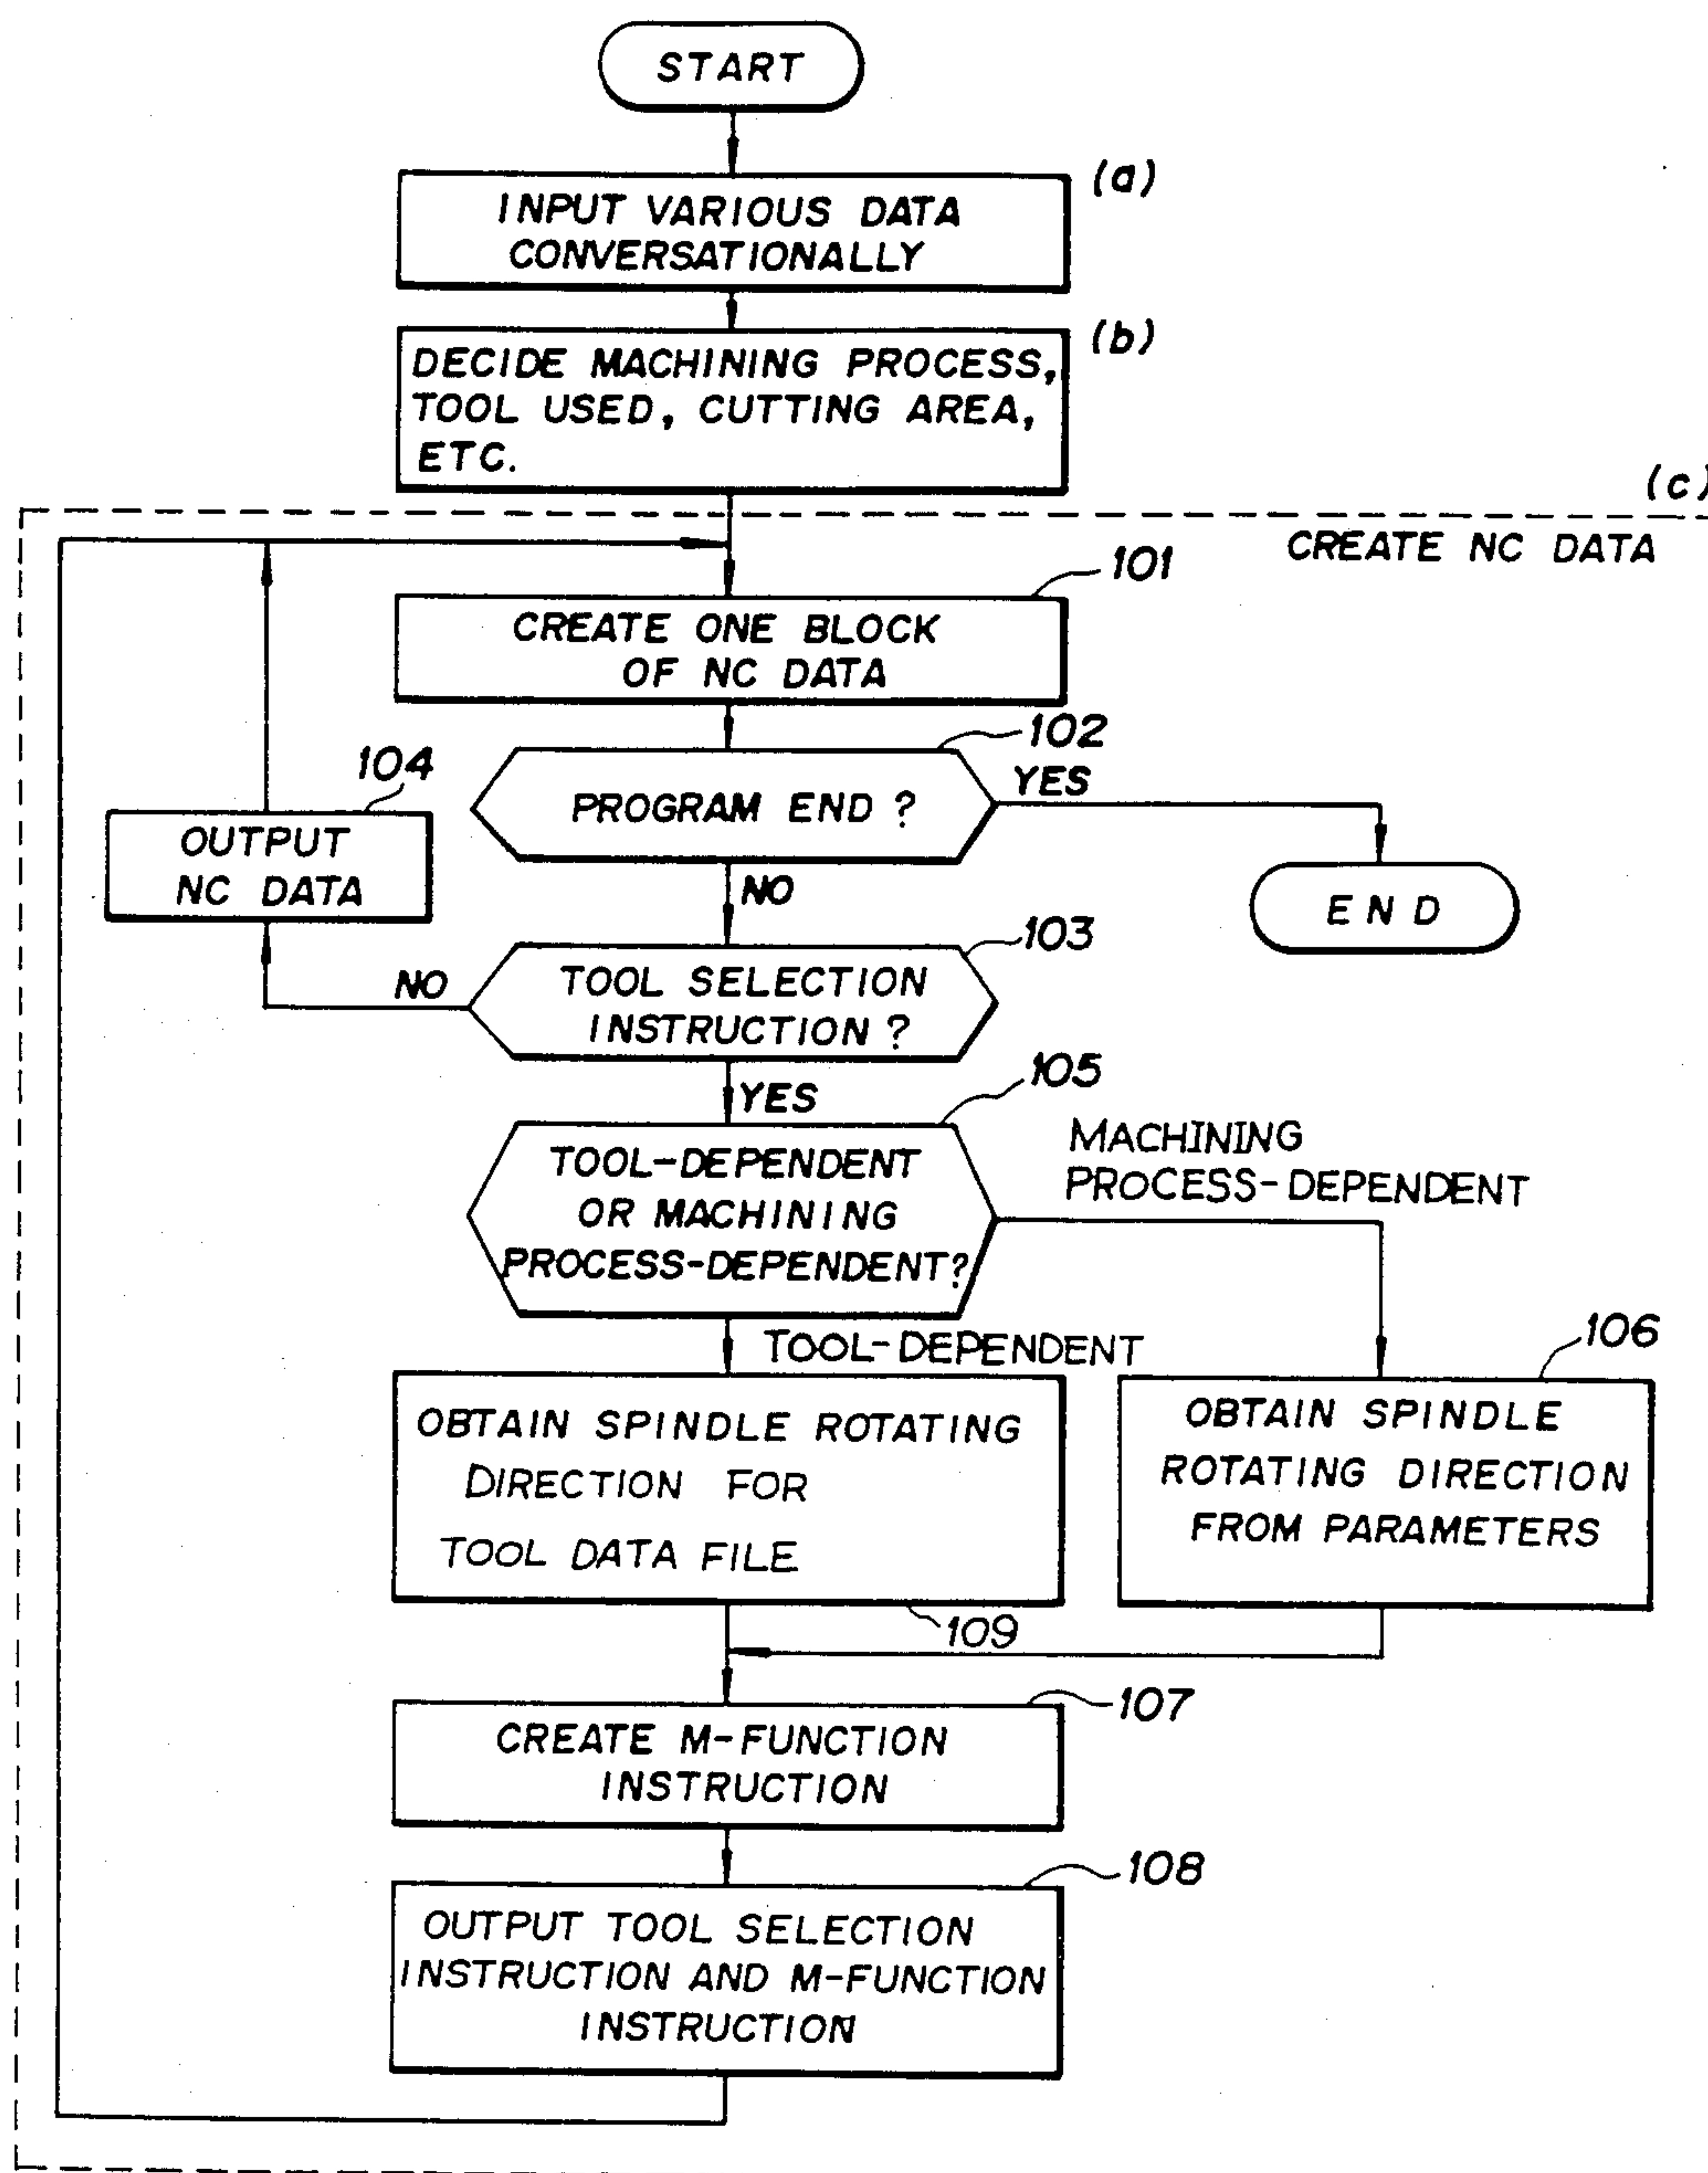 START
(a)
INPUT VARIOUS DATA
CONVERSATIONALLY
(b)
DECIDE MACHINING PROCESS,
TOOL USED, CUTTING AREA,
ETC.
(c)
CREATE NC DATA
101
CREATE ONE BLOCK
OF NC DATA
102
PROGRAM END ?
YES
END
NO
104
OUTPUT
NC DATA
103
TOOL SELECTION
INSTRUCTION ?
NO
YES
105
TOOL-DEPENDENT
OR MACHINING
PROCESS-DEPENDENT?
MACHINING
PROCESS-DEPENDENT
TOOL-DEPENDENT
106
OBTAIN SPINDLE ROTATING
DIRECTION FOR
TOOL DATA FILE
109
OBTAIN SPINDLE
ROTATING DIRECTION
FROM PARAMETERS
107
CREATE M-FUNCTION
INSTRUCTION
108
OUTPUT TOOL SELECTION
INSTRUCTION AND M-FUNCTION
INSTRUCTION